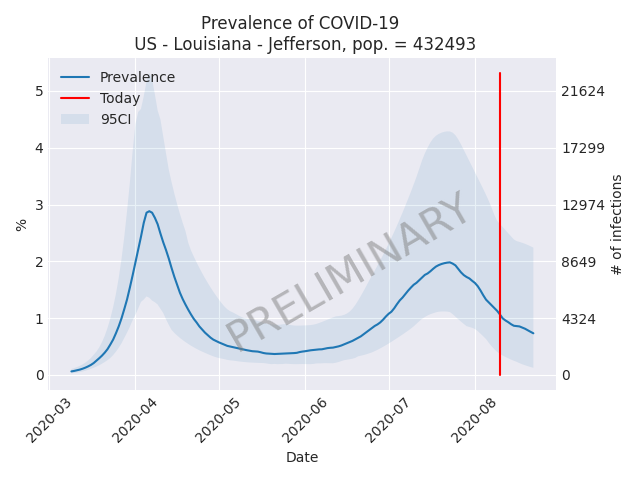 Prevalence of COVID-19
US - Louisiana - Jefferson, pop. = 432493
Prevalence
Today
95CI
PRELIMINARY
%
5
4
3
2
1
0
21624
17299
12974
8649
4324
0
# of infections
2020-03
2020-04
2020-05
2020-06
2020-07
2020-08
Date